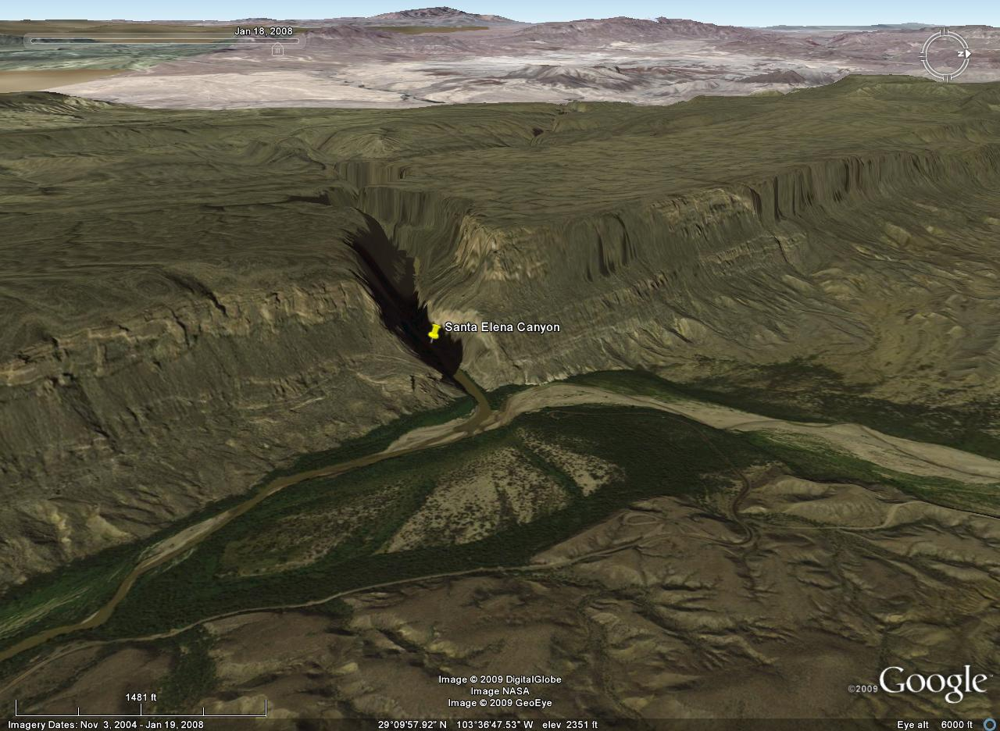 Jan 18, 2008
N
Santa Elena Canyon
Image © 2009 DigitalGlobe
Image NASA
Image © 2009 GeoEye
©2009 Google
1481 ft
Imagery Dates: Nov 3, 2004 - Jan 19, 2008
29°09'57.92" N 103°36'47.53" W elev 2351 ft
Eye alt 6000 ft